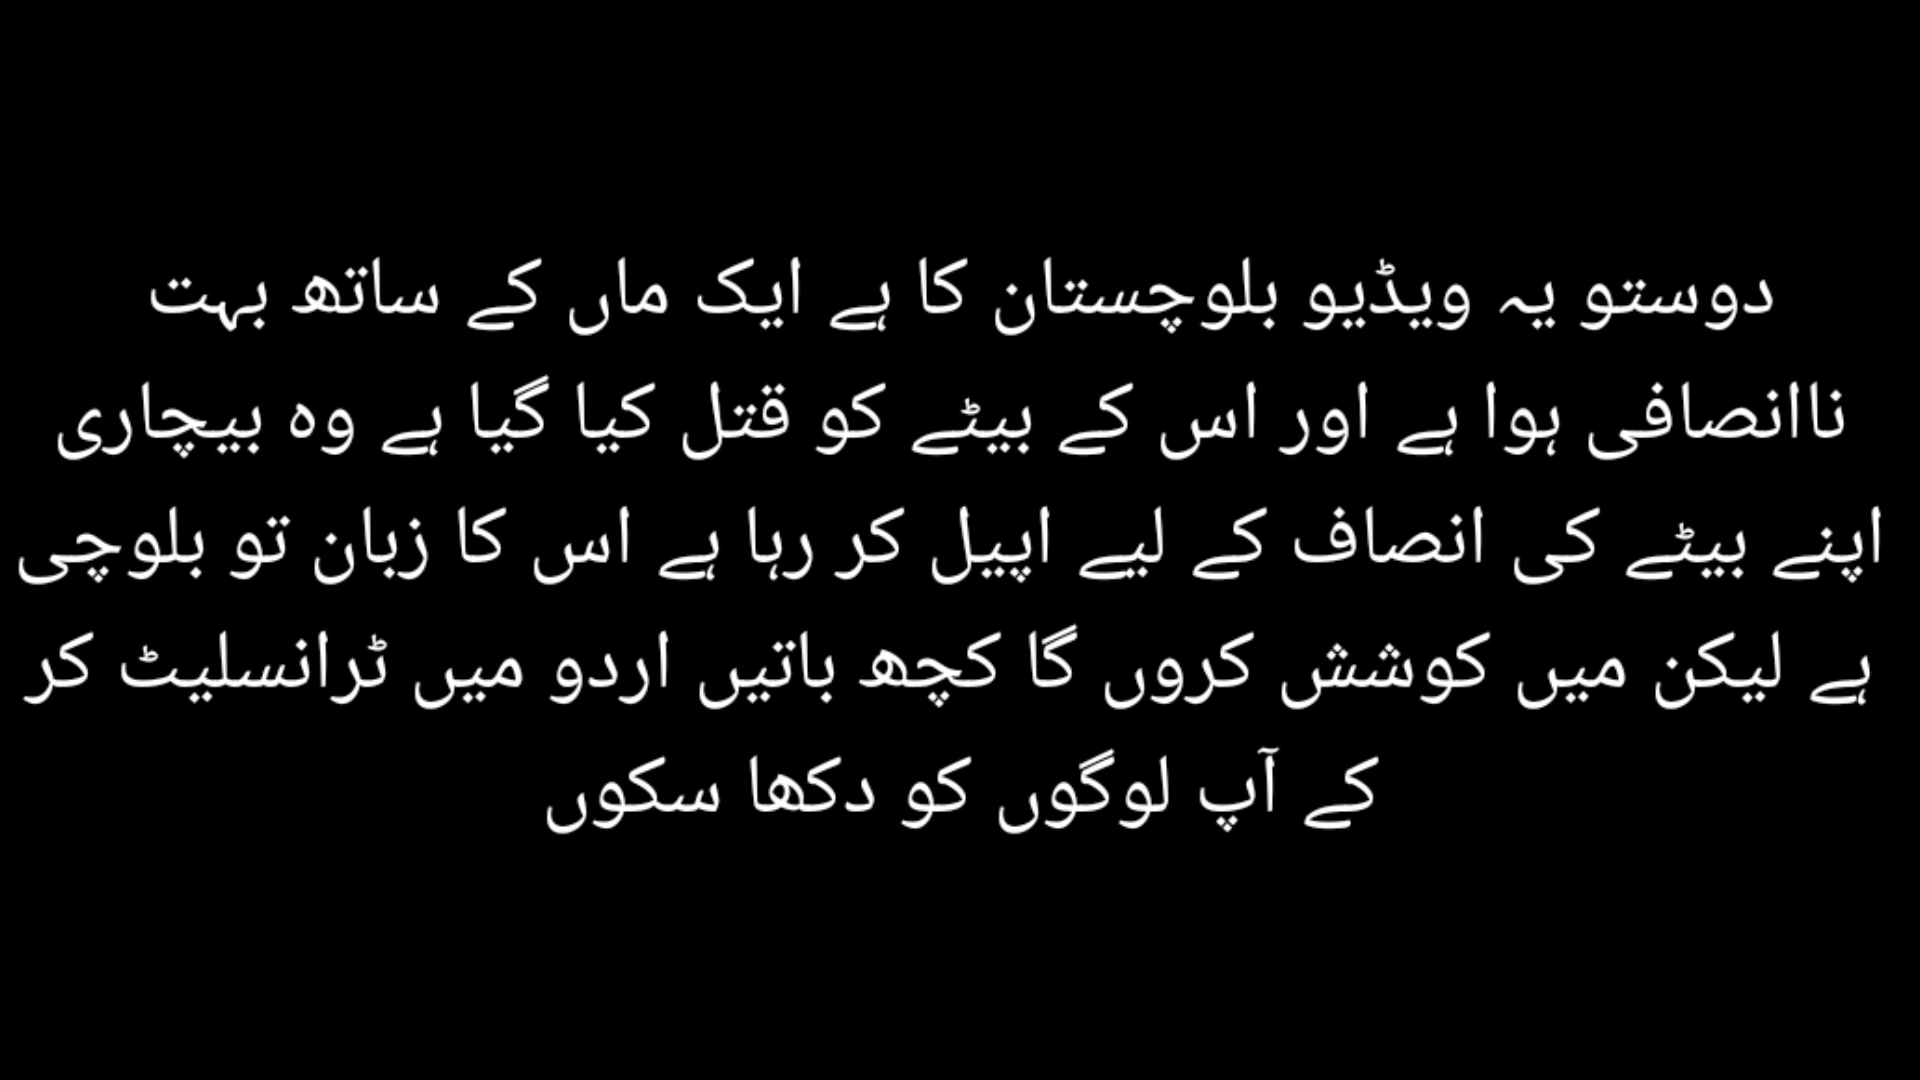 دوستو یہ ویڈیو بلوچستان کا ہے ایک ماں کے ساتھ بہت
ناانصافی ہوا ہے اور اس کے بیٹے کو قتل کیا گیا ہے وہ بیچاری
اپنے بیٹے کی انصاف کے لیے اپیل کر رہا ہے اس کا زبان تو بلوچی
ہے لیکن میں کوشش کروں گا کچھ باتیں اردو میں ٹرانسلیٹ کر
کے آپ لوگوں کو دکھا سکوں